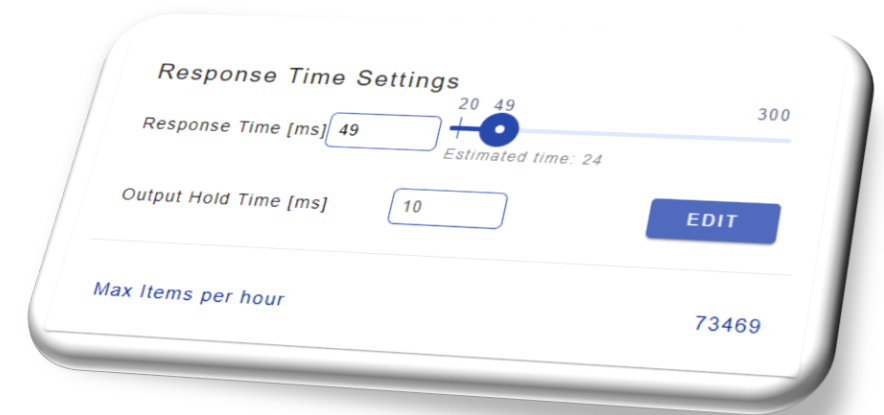 Response Time Settings
20 49 300
Response Time [ms] 49
Estimated time: 24
Output Hold Time [ms] 10 EDIT
Max Items per hour 73469